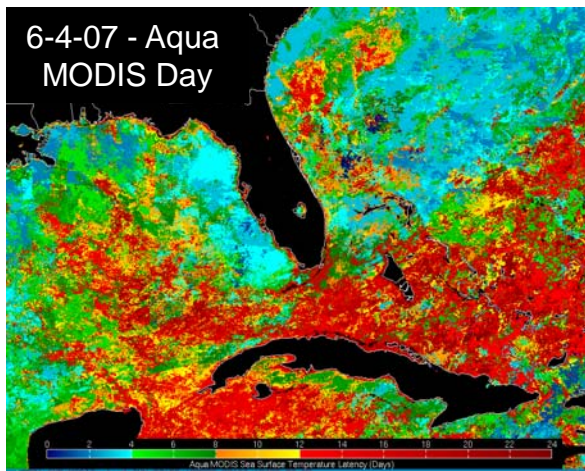 6-4-07 - Aqua
MODIS Day
0 2 4 6 8 10 12 14 16 18 20 22 24
Aqua MODIS Sea Surface Temperature Latency (Days)